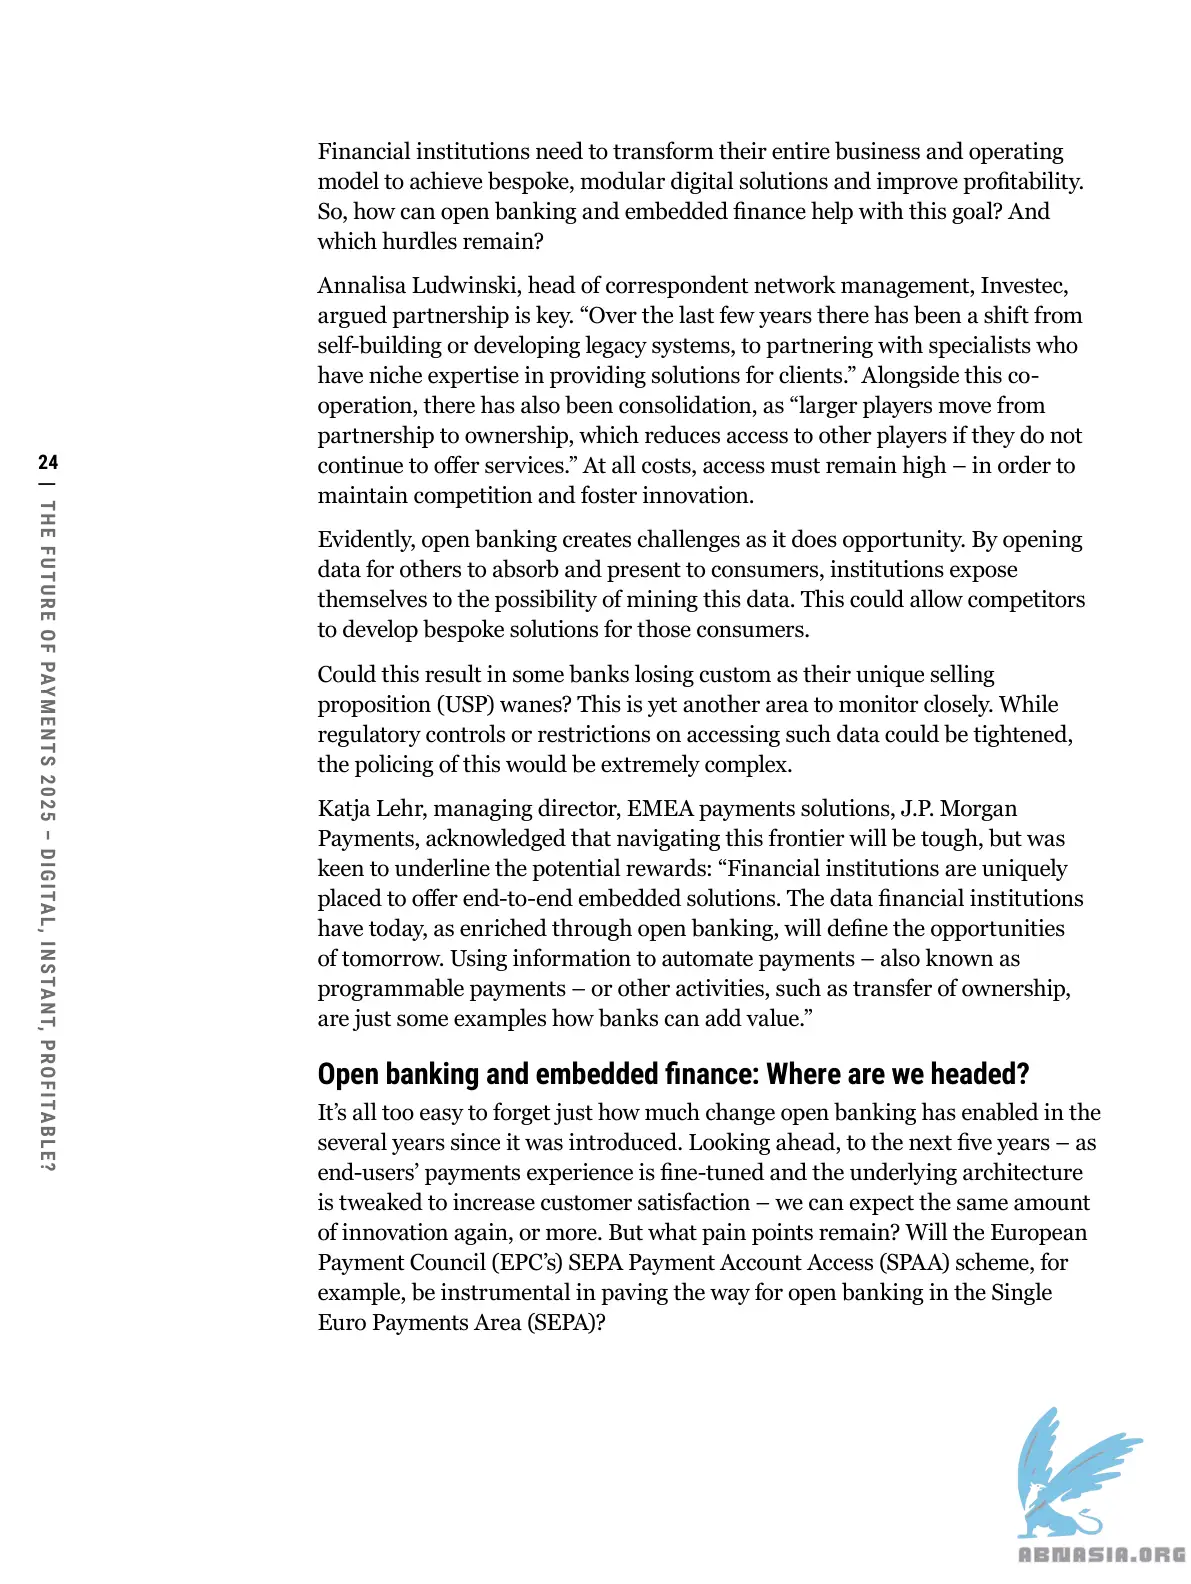 Financial institutions need to transform their entire business and operating
model to achieve bespoke, modular digital solutions and improve profitability.
So, how can open banking and embedded finance help with this goal? And
which hurdles remain?
Annalisa Ludwinski, head of correspondent network management, Investec,
argued partnership is key. “Over the last few years there has been a shift from
self-building or developing legacy systems, to partnering with specialists who
have niche expertise in providing solutions for clients.” Alongside this co-
operation, there has also been consolidation, as “larger players move from
partnership to ownership, which reduces access to other players if they do not
continue to offer services.” At all costs, access must remain high – in order to
maintain competition and foster innovation.
Evidently, open banking creates challenges as it does opportunity. By opening
data for others to absorb and present to consumers, institutions expose
themselves to the possibility of mining this data. This could allow competitors
to develop bespoke solutions for those consumers.
Could this result in some banks losing custom as their unique selling
proposition (USP) wanes? This is yet another area to monitor closely. While
regulatory controls or restrictions on accessing such data could be tightened,
the policing of this would be extremely complex.
Katja Lehr, managing director, EMEA payments solutions, J.P. Morgan
Payments, acknowledged that navigating this frontier will be tough, but was
keen to underline the potential rewards: “Financial institutions are uniquely
placed to offer end-to-end embedded solutions. The data financial institutions
have today, as enriched through open banking, will define the opportunities
of tomorrow. Using information to automate payments – also known as
programmable payments – or other activities, such as transfer of ownership,
are just some examples how banks can add value.”
Open banking and embedded finance: Where are we headed?
It’s all too easy to forget just how much change open banking has enabled in the
several years since it was introduced. Looking ahead, to the next five years – as
end-users’ payments experience is fine-tuned and the underlying architecture
is tweaked to increase customer satisfaction – we can expect the same amount
of innovation again, or more. But what pain points remain? Will the European
Payment Council (EPC’s) SEPA Payment Account Access (SPAA) scheme, for
example, be instrumental in paving the way for open banking in the Single
Euro Payments Area (SEPA)?
24
| THE FUTURE OF PAYMENTS 2025 – DIGITAL, INSTANT, PROFITABLE?
ABNASIA.ORG